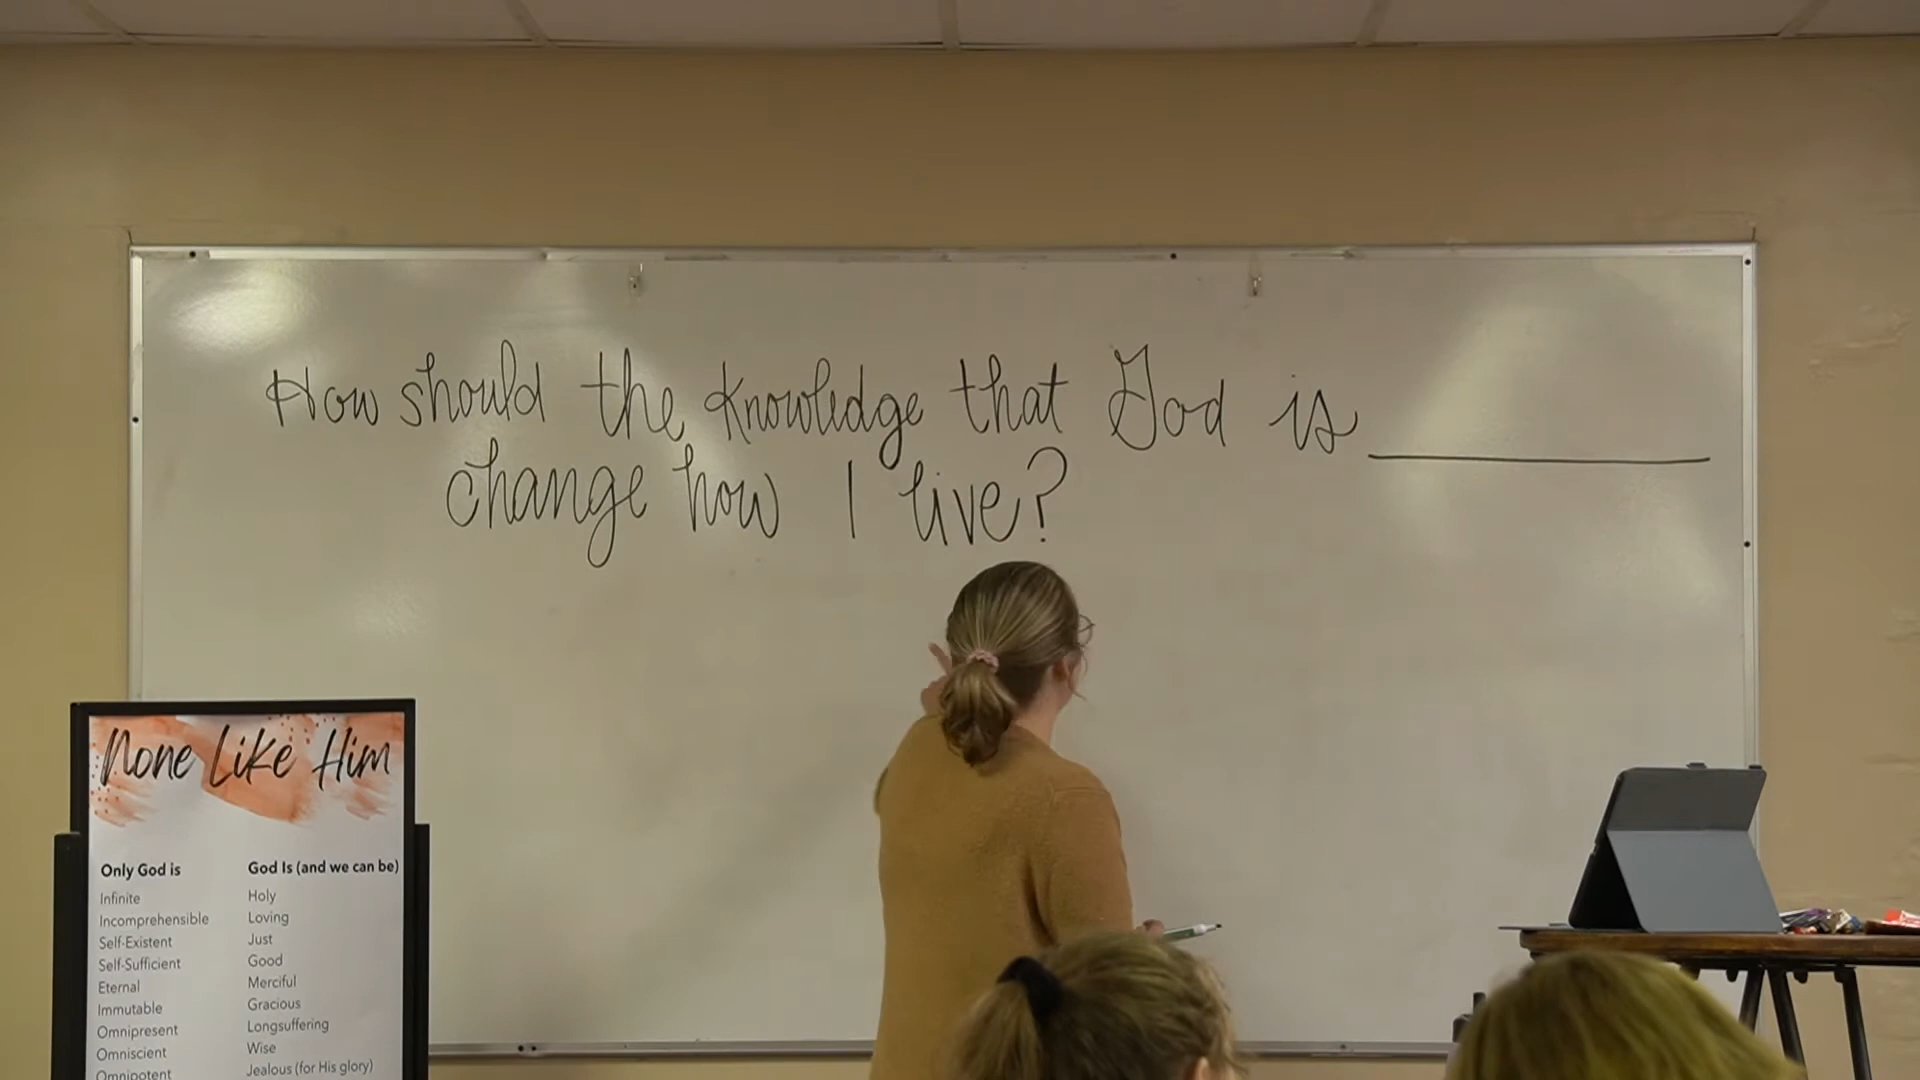 How should the knowledge that God is
change how I live?
None Like Him
Only God is
Infinite
Incomprehensible
Self-Existent
Self-Sufficient
Eternal
Immutable
Omnipresent
Omniscient
Omnipotent
God Is (and we can be)
Holy
Loving
Just
Good
Merciful
Gracious
Longsuffering
Wise
Jealous (for His glory)